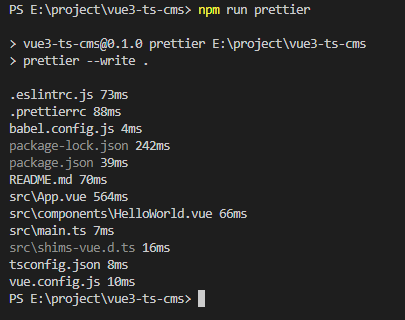 PS E:\project\vue3-ts-cms> npm run prettier
> vue3-ts-cms@0.1.0 prettier E:\project\vue3-ts-cms
> prettier --write .
.eslintrc.js 73ms
.prettierrc 88ms
babel.config.js 4ms
package-lock.json 242ms
package.json 39ms
README.md 70ms
src\App.vue 564ms
src\components\HelloWorld.vue 66ms
src\main.ts 7ms
src\shims-vue.d.ts 16ms
tsconfig.json 8ms
vue.config.js 10ms
PS E:\project\vue3-ts-cms>